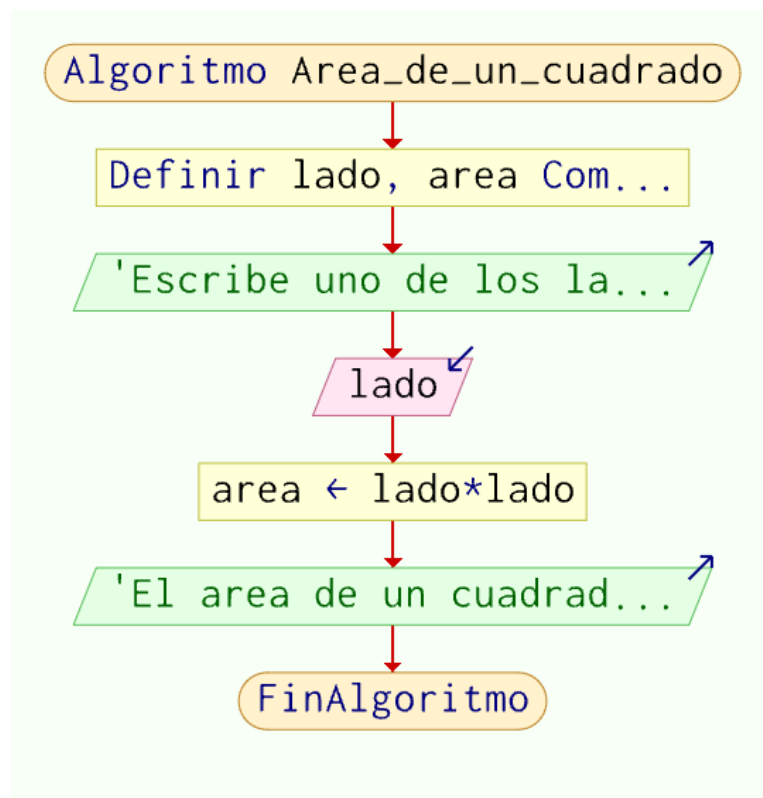 Algoritmo Area_de_un_cuadrado
Definir lado, area Com...
'Escribe uno de los la...
lado
area ← lado*lado
'El area de un cuadrad...
FinAlgoritmo